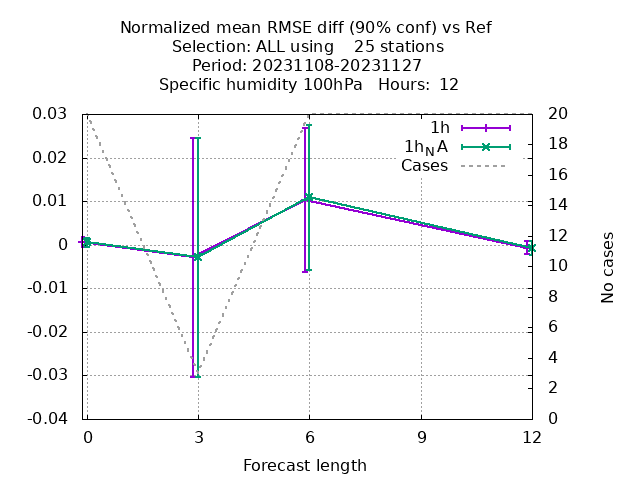 Normalized mean RMSE diff (90% conf) vs Ref
Selection: ALL using    25 stations
Period: 20231108-20231127
Specific humidity 100hPa   Hours:  12
0.03
0.02
0.01
0
-0.01
-0.02
-0.03
-0.04
20
18
16
14
12
10
8
6
4
2
0
1h
1hNA
Cases
No cases
0
3
6
9
12
Forecast length